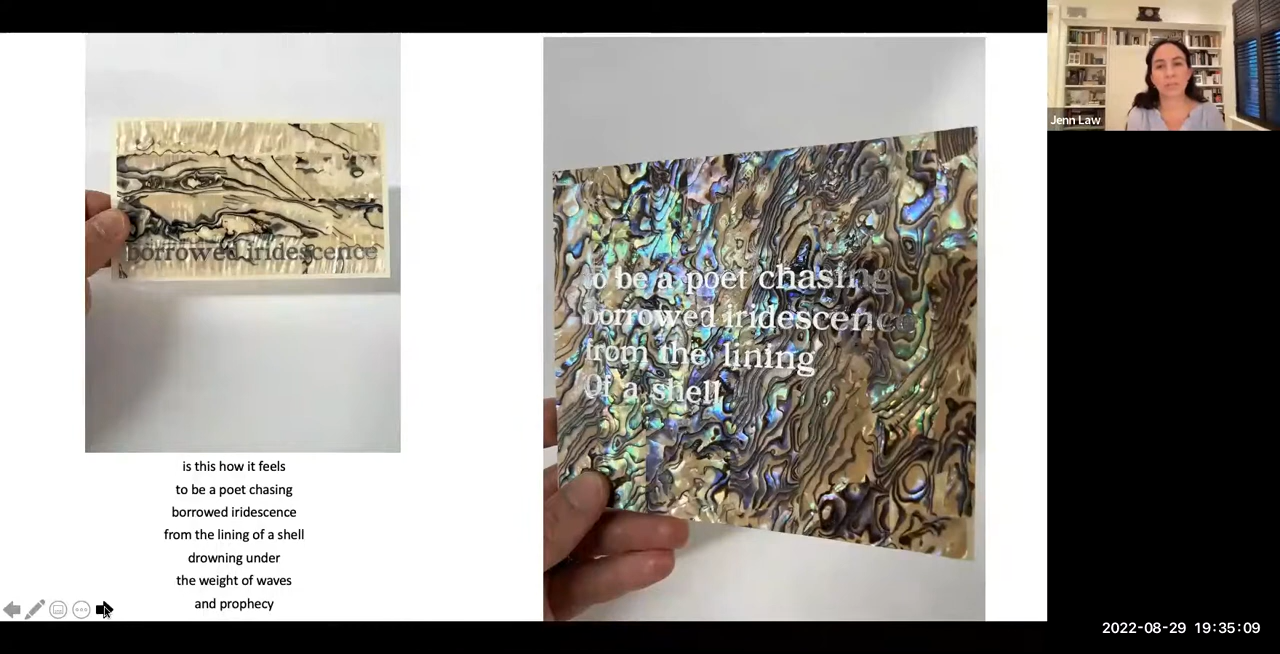 borrowed iridescence
is this how it feels
to be a poet chasing
borrowed iridescence
from the lining of a shell
drowning under
the weight of waves
and prophecy
to be a poet chasing
borrowed iridescence
from the lining
Of a shell
Jenn Law
2022-08-29 19:35:09